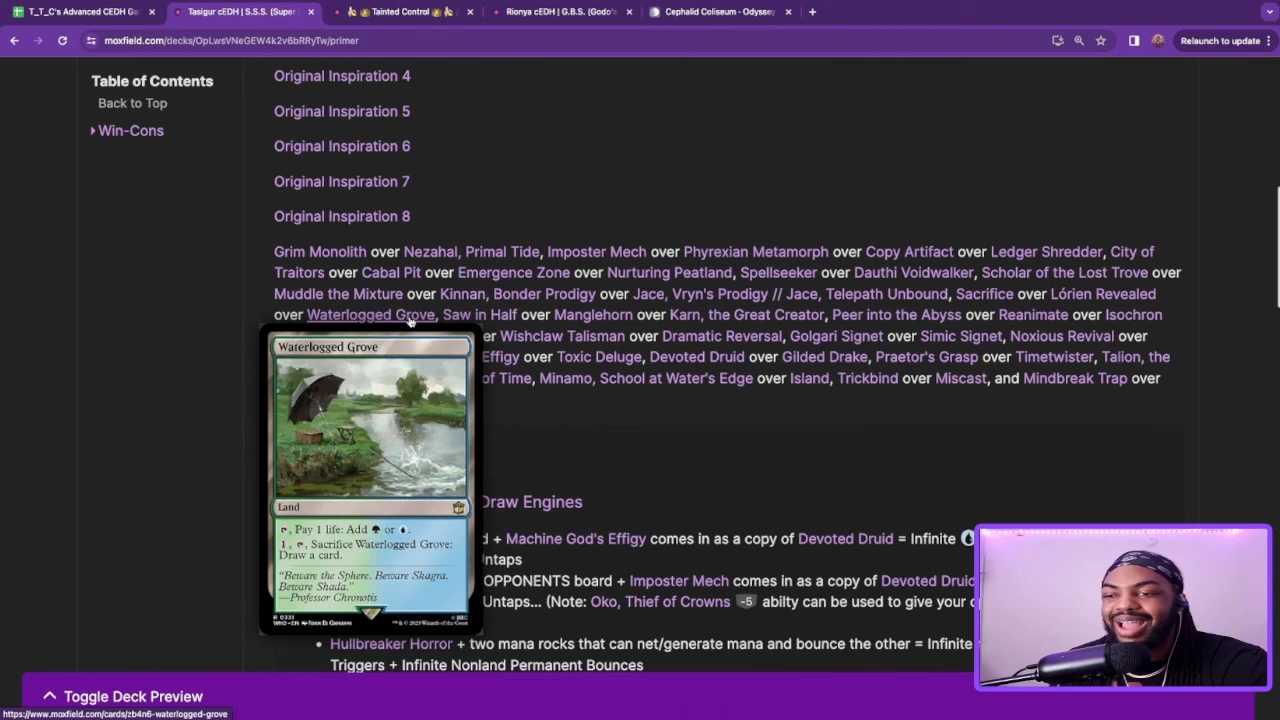 T_T_C's Advanced CEDH Ga
Tasigur cEDH | S.S.S. (Super
Tainted Control
Rionya cEDH | G.B.S. (Godo's
Cephalid Coliseum - Odyssey
moxfield.com/decks/OpLwsVNeGEW4k2v6bRRyTw/primer
Relaunch to update
Table of Contents
Back to Top
Win-Cons
Original Inspiration 4
Original Inspiration 5
Original Inspiration 6
Original Inspiration 7
Original Inspiration 8
Grim Monolith over Nezahal, Primal Tide, Imposter Mech over Phyrexian Metamorph over Copy Artifact over Ledger Shredder, City of
Traitors over Cabal Pit over Emergence Zone over Nurturing Peatland, Spellseeker over Dauthi Voidwalker, Scholar of the Lost Trove over
Muddle the Mixture over Kinnan, Bonder Prodigy over Jace, Vryn's Prodigy // Jace, Telepath Unbound, Sacrifice over Lórien Revealed
over Waterlogged Grove, Saw in Half over Manglehorn over Karn, the Great Creator, Peer into the Abyss over Reanimate over Isochron
er Wishclaw Talisman over Dramatic Reversal, Golgari Signet over Simic Signet, Noxious Revival over
Effigy over Toxic Deluge, Devoted Druid over Gilded Drake, Praetor's Grasp over Timetwister, Talion, the
of Time, Minamo, School at Water's Edge over Island, Trickbind over Miscast, and Mindbreak Trap over
Waterlogged Grove
Land
, Pay 1 life: Add or .
1, , Sacrifice Waterlogged Grove:
Draw a card.
"Beware the Sphere. Beware Skagra.
Beware Shada."
—Professor Chronotis
R 0331
Draw Engines
d + Machine God's Effigy comes in as a copy of Devoted Druid = Infinite
Untaps
OPPONENTS board + Imposter Mech comes in as a copy of Devoted Druid
Untaps... (Note: Oko, Thief of Crowns -5 abilty can be used to give your o
Hullbreaker Horror + two mana rocks that can net/generate mana and bounce the other = Infinite
Triggers + Infinite Nonland Permanent Bounces
Toggle Deck Preview
https://www.moxfield.com/cards/zb4n6-waterlogged-grove